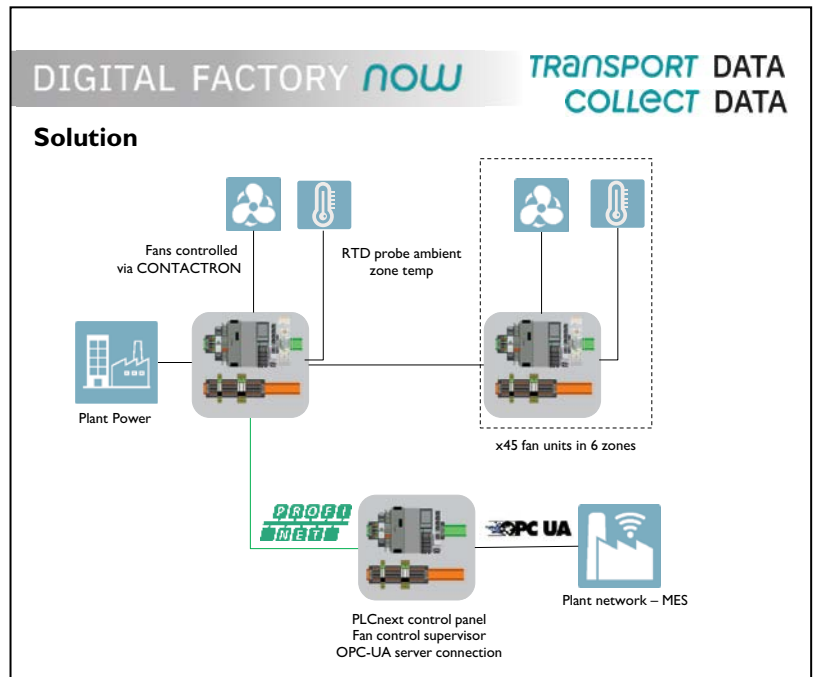 DIGITAL FACTORY now
TRANSPORT DATA
COLLECT DATA
Solution
Fans controlled
via CONTACTRON
RTD probe ambient
zone temp
Plant Power
x45 fan units in 6 zones
PROFI
NET
OPC UA
PLCnext control panel
Fan control supervisor
OPC-UA server connection
Plant network – MES